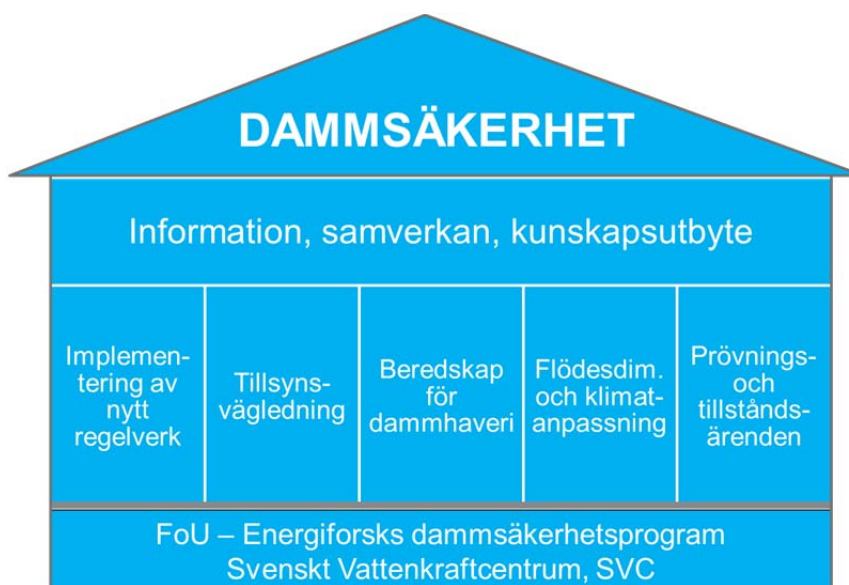 DAMMSÄKERHET
Information, samverkan, kunskapsutbyte
Implemen-
tering av
nytt
regelverk
Tillsyns-
vägledning
Beredskap
för
dammhaveri
Flödesdim.
och klimat-
anpassning
Prövnings-
och
tillstånds-
ärenden
FoU – Energiforsks dammsäkerhetsprogram
Svenskt Vattenkraftcentrum, SVC